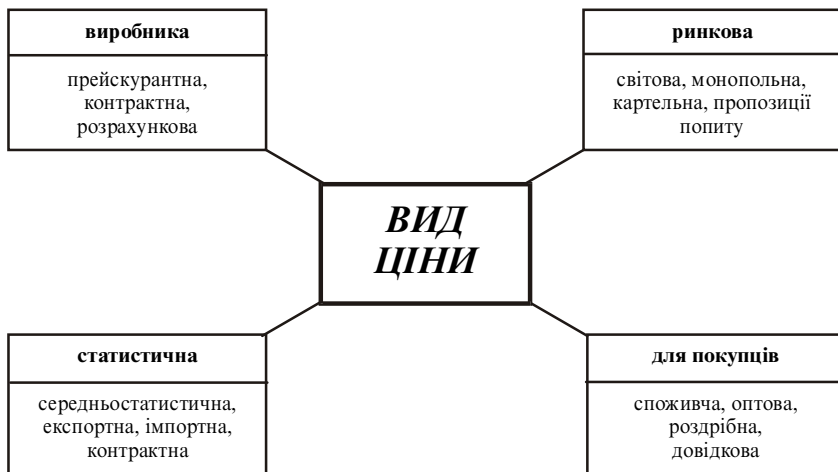 виробника
прейскурантна,
контрактна,
розрахункова
ринкова
світова, монопольна,
картельна, пропозиції
попиту
ВИД
ЦІНИ
статистична
середньостатистична,
експортна, імпортна,
контрактна
для покупців
споживча, оптова,
роздрібна,
довідкова